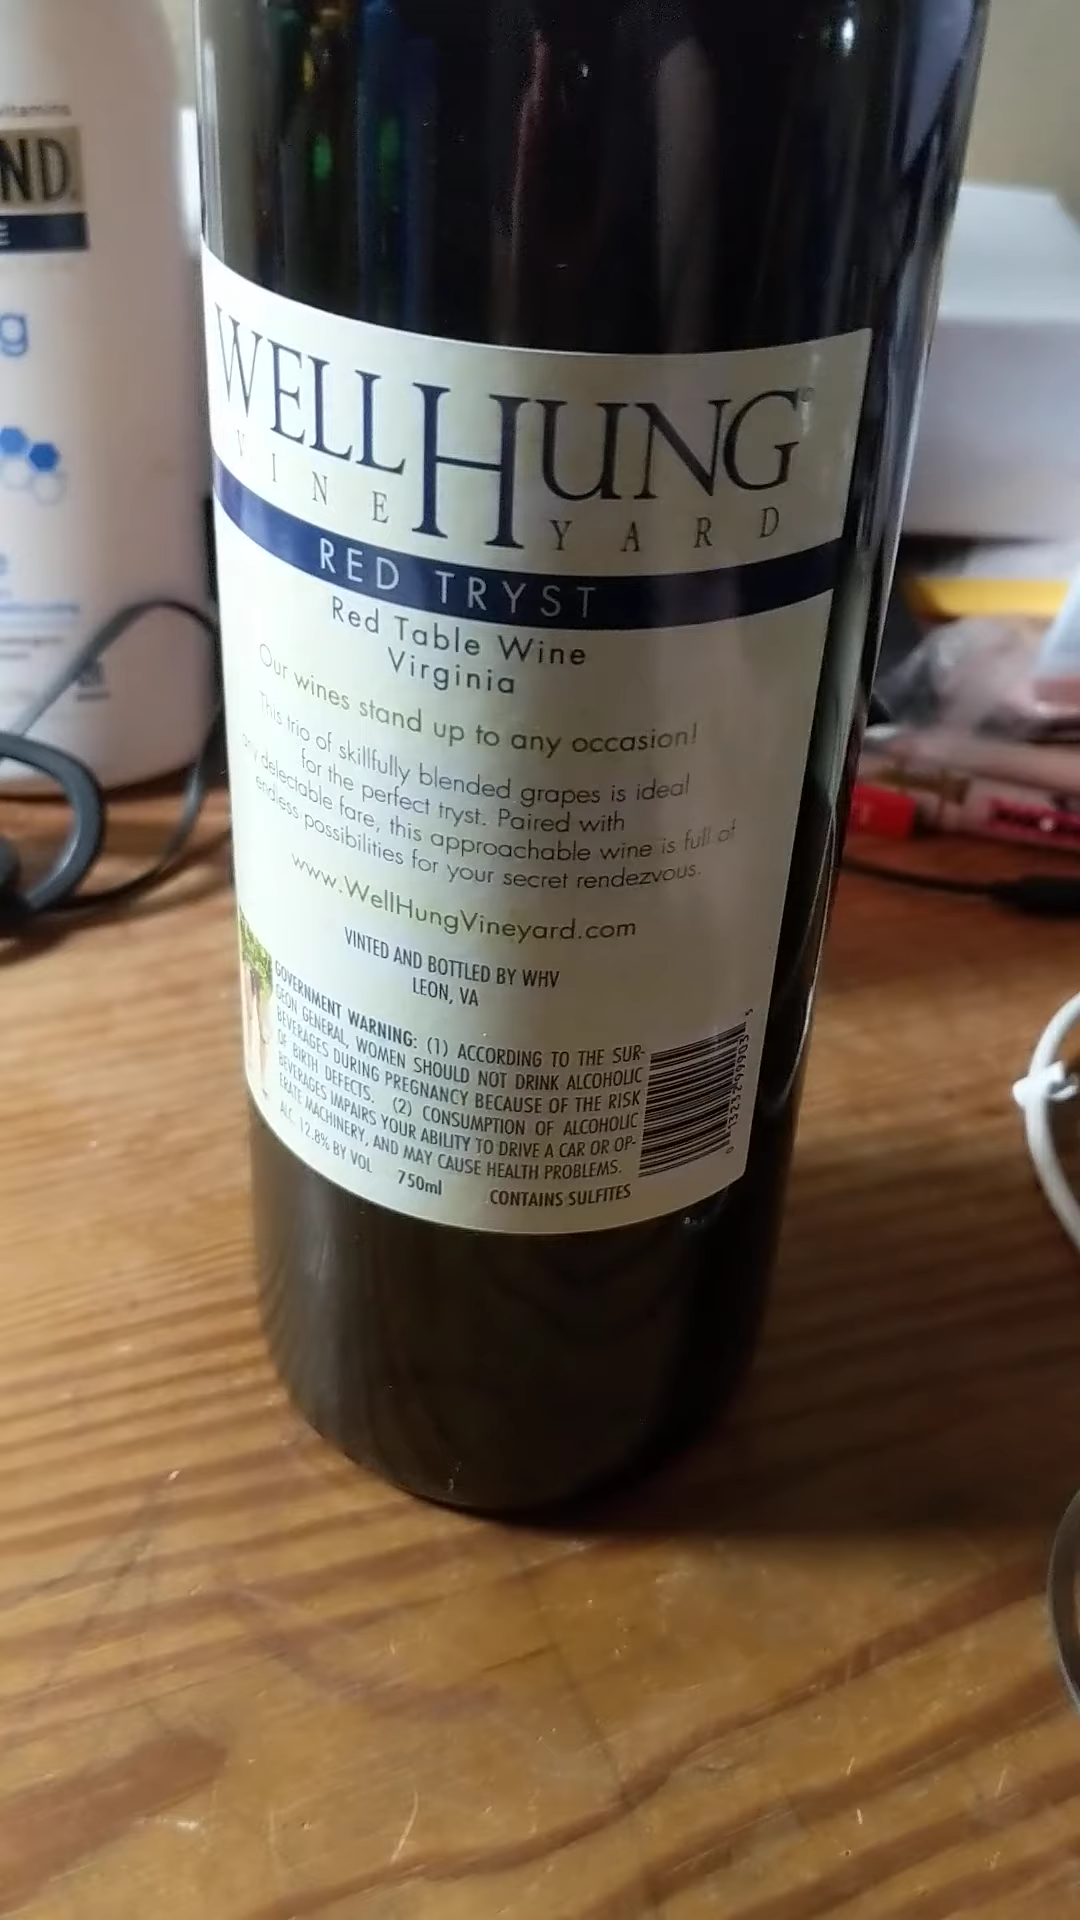 vitamins
ND
E
g
WELL HUNG®
VINEYARD
RED TRYST
Red Table Wine
Virginia
Our wines stand up to any occasion!
This trio of skillfully blended grapes is ideal
for the perfect tryst. Paired with
any delectable fare, this approachable wine is full of
endless possibilities for your secret rendezvous.
www.WellHungVineyard.com
VINTED AND BOTTLED BY WHV
LEON, VA
GOVERNMENT WARNING: (1) ACCORDING TO THE SUR-
GEON GENERAL, WOMEN SHOULD NOT DRINK ALCOHOLIC
BEVERAGES DURING PREGNANCY BECAUSE OF THE RISK
OF BIRTH DEFECTS. (2) CONSUMPTION OF ALCOHOLIC
BEVERAGES IMPAIRS YOUR ABILITY TO DRIVE A CAR OR OP-
ERATE MACHINERY, AND MAY CAUSE HEALTH PROBLEMS.
ALC. 12.8% BY VOL 750ml CONTAINS SULFITES